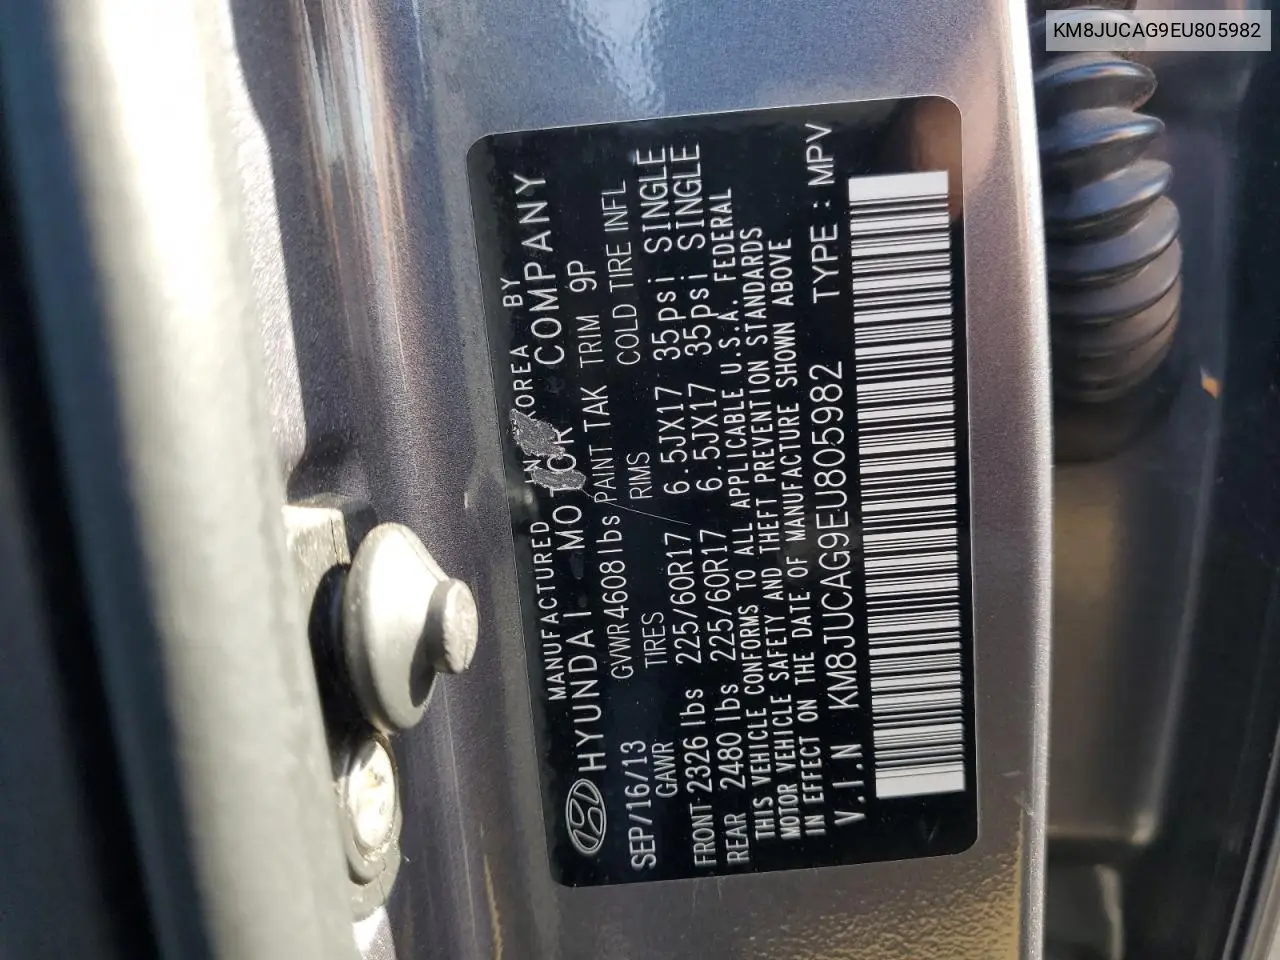 KM8JUCAG9EU805982
MANUFACTURED IN KOREA BY
HYUNDAI MOTOR COMPANY
SEP/16/13 GVWR4608lbs PAINT TAK TRIM 9P
GAWR TIRES RIMS COLD TIRE INFL
FRONT 2326 lbs 225/60R17 6.5JX17 35psi SINGLE
REAR 2480 lbs 225/60R17 6.5JX17 35psi SINGLE
THIS VEHICLE CONFORMS TO ALL APPLICABLE U.S.A. FEDERAL
MOTOR VEHICLE SAFETY AND THEFT PREVENTION STANDARDS
IN EFFECT ON THE DATE OF MANUFACTURE SHOWN ABOVE
V.I.N KM8JUCAG9EU805982 TYPE : MPV